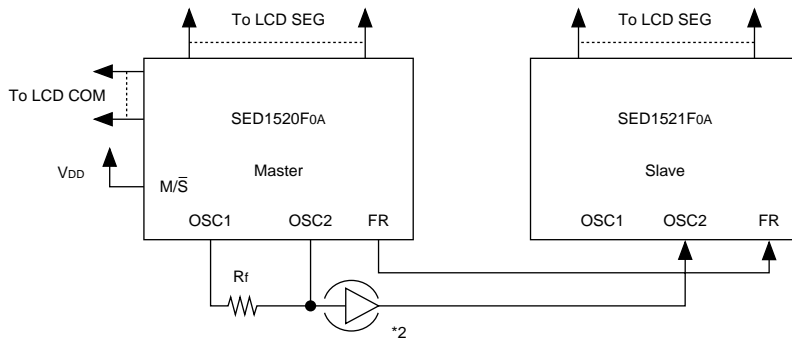 To LCD SEG
To LCD SEG
To LCD COM
SED1520F0A
SED1521F0A
VDD
M/S̅
Master
Slave
OSC1
OSC2
FR
OSC1
OSC2
FR
Rf
*2